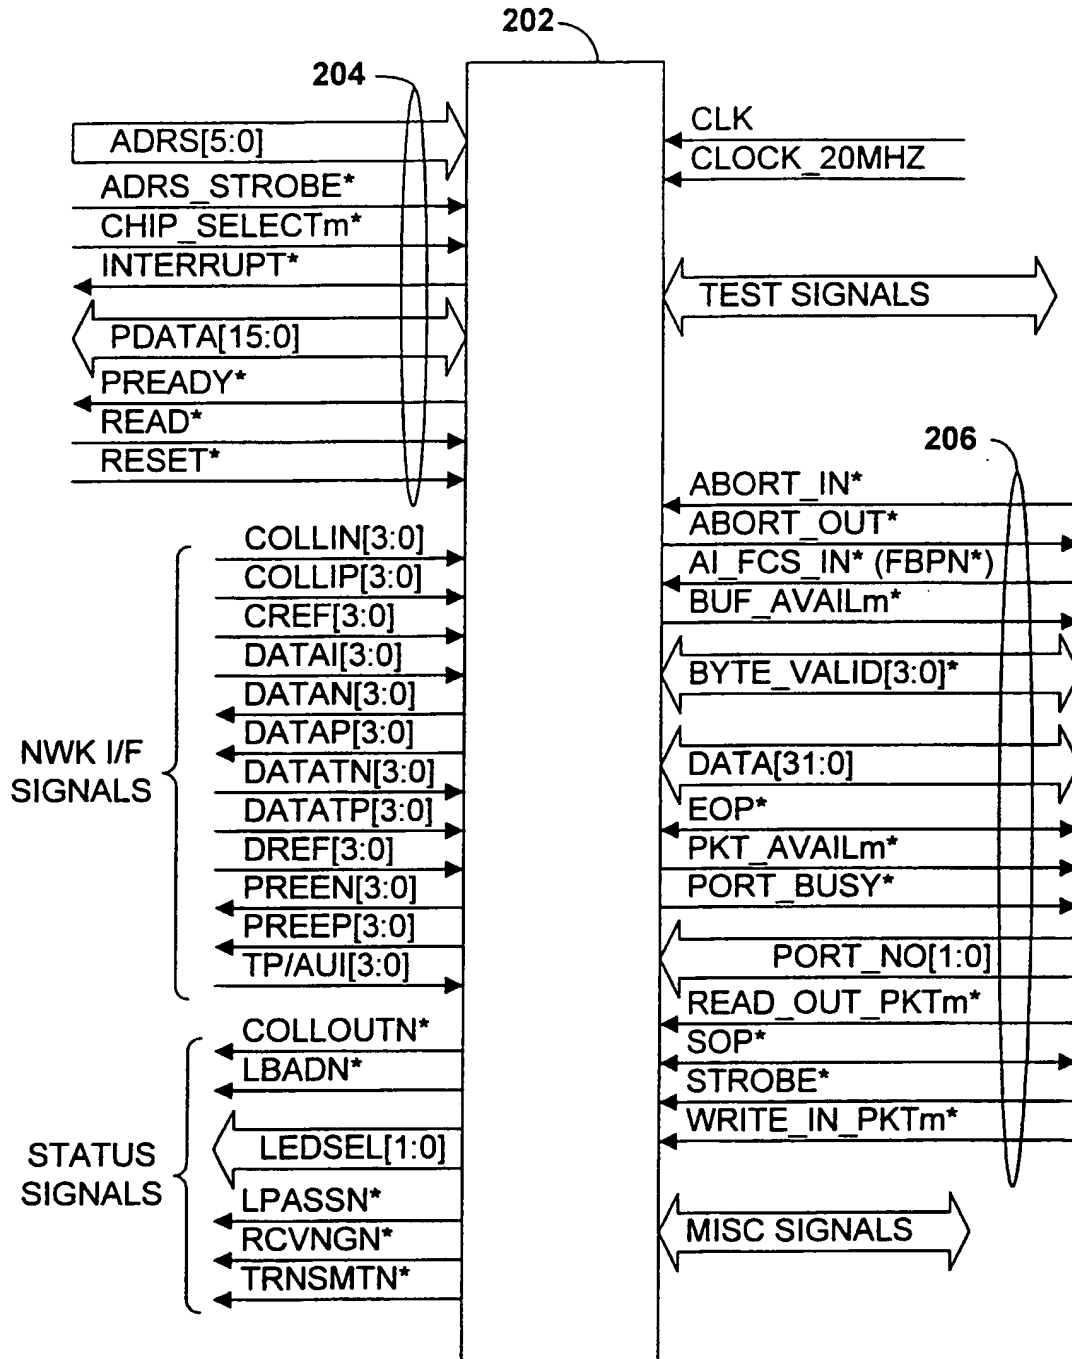 202
204
ADRS[5:0]
ADRS_STROBE*
CHIP_SELECTm*
INTERRUPT*
PDATA[15:0]
PREADY*
READ*
RESET*
NWK I/F
SIGNALS
COLLIN[3:0]
COLLIP[3:0]
CREF[3:0]
DATAI[3:0]
DATAN[3:0]
DATAP[3:0]
DATATN[3:0]
DATATP[3:0]
DREF[3:0]
PREEN[3:0]
PREEP[3:0]
TP/AUI[3:0]
STATUS
SIGNALS
COLLOUTN*
LBADN*
LEDSEL[1:0]
LPASSN*
RCVNGN*
TRNSMTN*
CLK
CLOCK_20MHZ
TEST SIGNALS
206
ABORT_IN*
ABORT_OUT*
AI_FCS_IN* (FBPN*)
BUF_AVAILm*
BYTE_VALID[3:0]*
DATA[31:0]
EOP*
PKT_AVAILm*
PORT_BUSY*
PORT_NO[1:0]
READ_OUT_PKTm*
SOP*
STROBE*
WRITE_IN_PKTm*
MISC SIGNALS